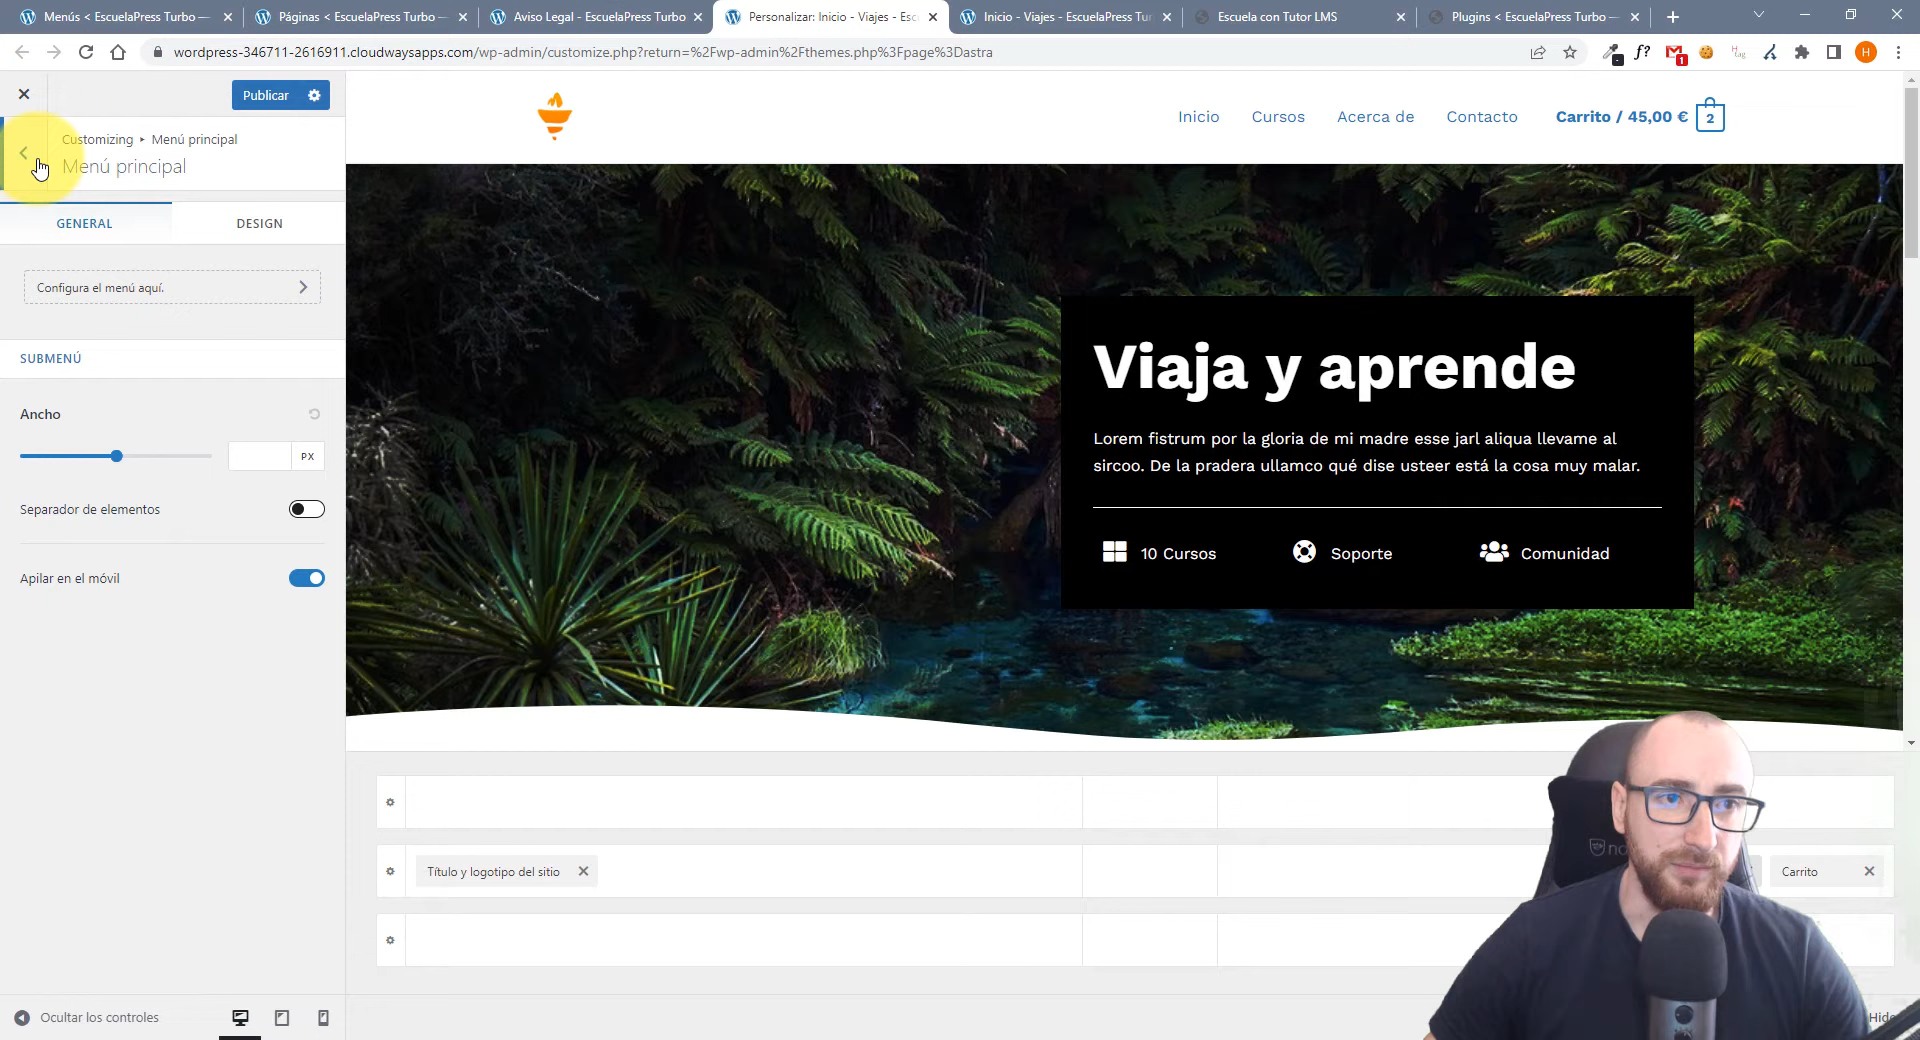 Menús < EscuelaPress Turbo —
Páginas < EscuelaPress Turbo —
Aviso Legal - EscuelaPress Turbo
Personalizar: Inicio - Viajes - Esc
Inicio - Viajes - EscuelaPress Tur
Escuela con Tutor LMS
Plugins < EscuelaPress Turbo —
wordpress-346711-2616911.cloudwaysapps.com/wp-admin/customize.php?return=%2Fwp-admin%2Fthemes.php%3Fpage%3Dastra
f?
1
H
Publicar
Customizing ▸ Menú principal
Menú principal
GENERAL
DESIGN
Configura el menú aquí.
SUBMENÚ
Ancho
PX
Separador de elementos
Apilar en el móvil
Ocultar los controles
Inicio
Cursos
Acerca de
Contacto
Carrito / 45,00 €
2
Viaja y aprende
Lorem fistrum por la gloria de mi madre esse jarl aliqua llevame al
sircoo. De la pradera ullamco qué dise usteer está la cosa muy malar.
10 Cursos
Soporte
Comunidad
Título y logotipo del sitio
Carrito